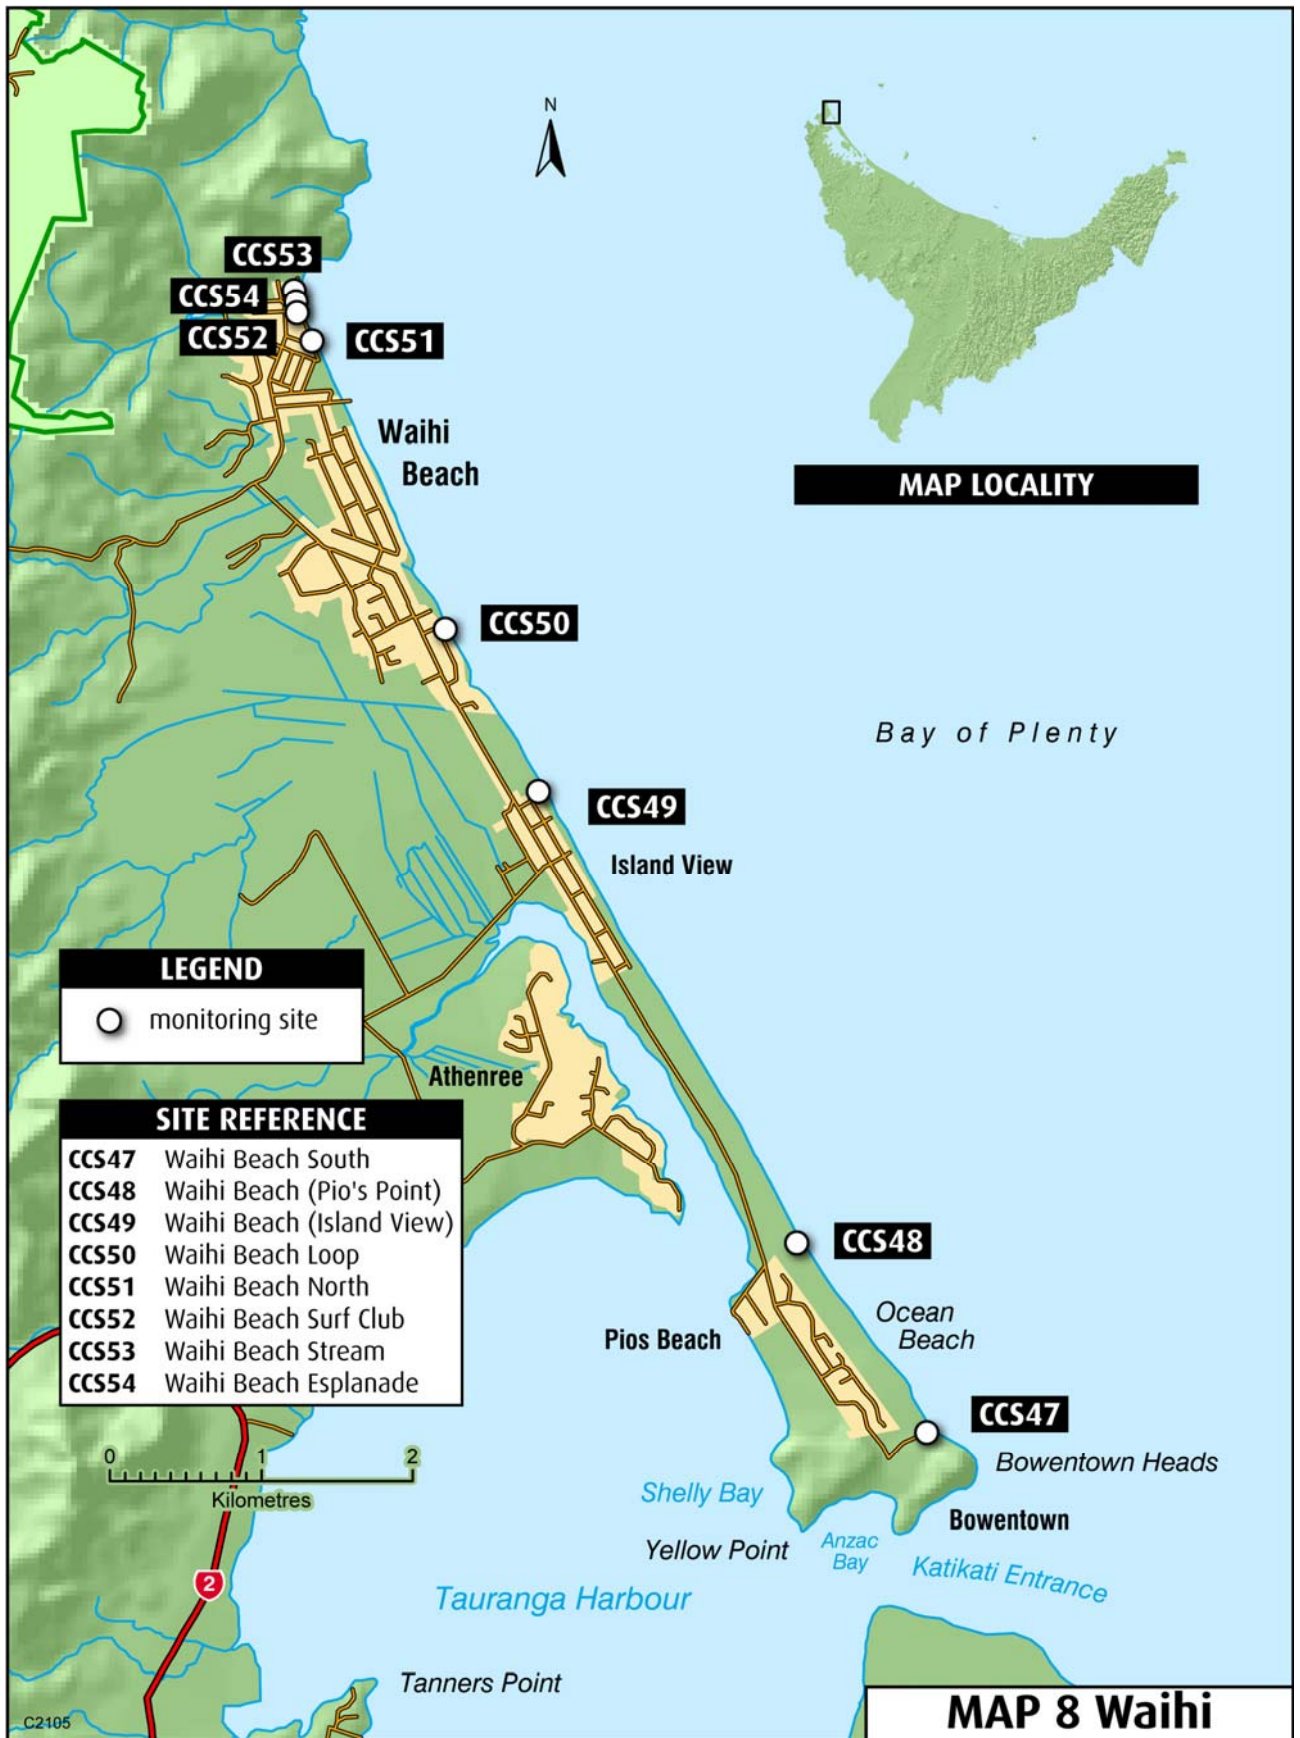 N
CCS53
CCS54
CCS52
CCS51
Waihi
Beach
MAP LOCALITY
CCS50
Bay of Plenty
CCS49
Island View
LEGEND
monitoring site
Athenree
SITE REFERENCE
CCS47 Waihi Beach South
CCS48 Waihi Beach (Pio's Point)
CCS49 Waihi Beach (Island View)
CCS50 Waihi Beach Loop
CCS51 Waihi Beach North
CCS52 Waihi Beach Surf Club
CCS53 Waihi Beach Stream
CCS54 Waihi Beach Esplanade
CCS48
Ocean
Beach
Pios Beach
CCS47
Bowentown Heads
0 1 2
Kilometres
Shelly Bay
Bowentown
Yellow Point
Anzac
Bay
Katikati Entrance
2
Tauranga Harbour
Tanners Point
C2105
MAP 8 Waihi